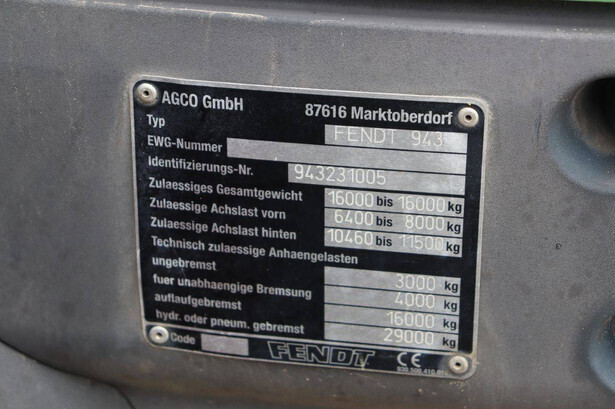 AGCO GmbH 87616 Marktoberdorf
Typ FENDT 943
EWG-Nummer
Identifizierungs-Nr. 943231005
Zulaessiges Gesamtgewicht 16000 bis 16000 kg
Zulaessige Achslast vorn 6400 bis 8000 kg
Zulaessige Achslast hinten 10460 bis 11500 kg
Technisch zulaessige Anhaengelasten
ungebremst 3000 kg
fuer unabhaengige Bremsung 4000 kg
auflaufgebremst 16000 kg
hydr. oder pneum. gebremst 29000 kg
Code FENDT CE